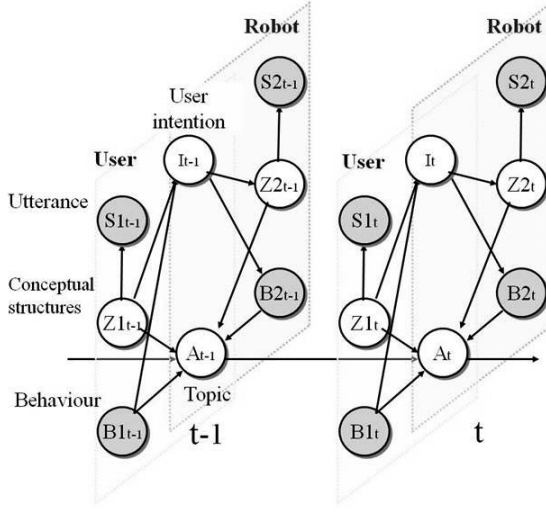 Robot
Robot
S2t-1
S2t
User
intention
User
It-1
Z2t-1
User
It
Z2t
Utterance
S1t-1
S1t
Conceptual
structures
Z1t-1
B2t-1
Z1t
B2t
At-1
At
Behaviour
Topic
B1t-1
t-1
B1t
t